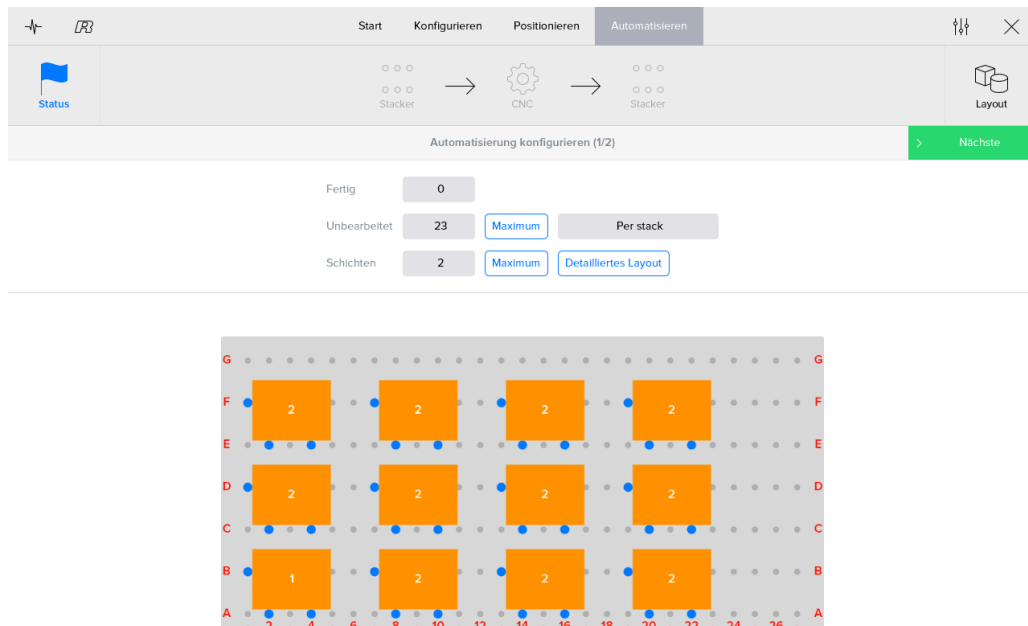 Start Konfigurieren Positionieren Automatisieren
Status Stacker CNC Stacker Layout
Automatisierung konfigurieren (1/2) Nächste
Fertig 0
Unbearbeitet 23 Maximum Per stack
Schichten 2 Maximum Detailliertes Layout
G G
F 2 2 2 2 F
E E
D 2 2 2 2 D
C C
B 1 2 2 2 B
A A
2 4 6 8 10 12 14 16 18 20 22 24 26